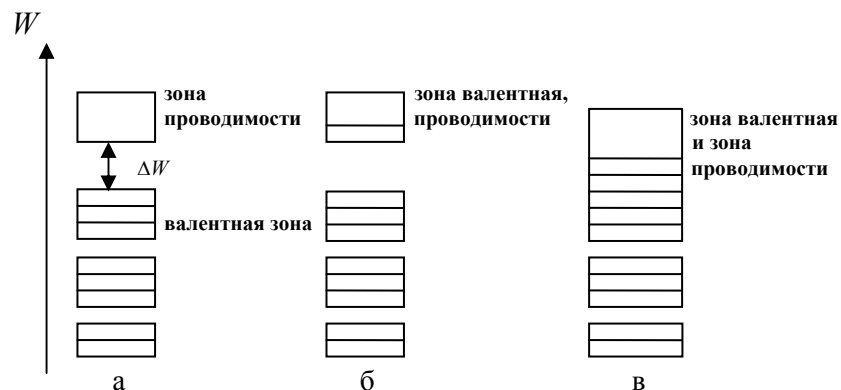 W
зона
проводимости
зона валентная,
проводимости
зона валентная
и зона
проводимости
ΔW
валентная зона
а
б
в